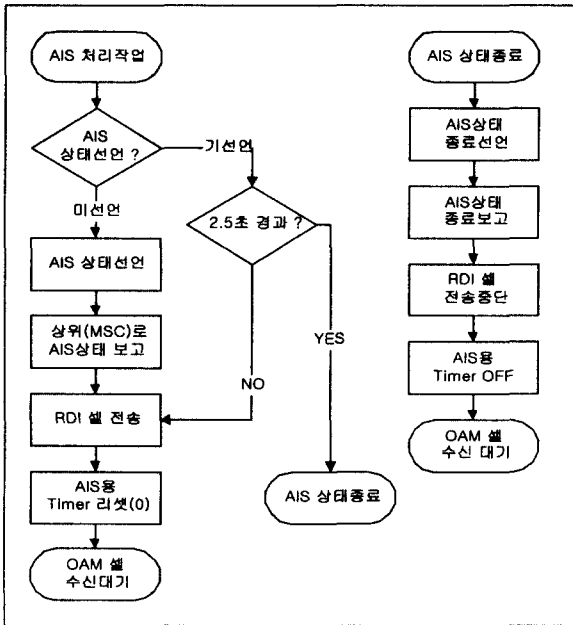 AIS 처리작업
AIS
상태선언 ?
기선언
미선언
2.5초 경과 ?
AIS 상태선언
상위(MSC)로
AIS상태 보고
YES
NO
RDI 셀 전송
AIS용
Timer 리셋(0)
AIS 상태종료
OAM 셀
수신대기
AIS 상태종료
AIS상태
종료선언
AIS상태
종료보고
RDI 셀
전송중단
AIS용
Timer OFF
OAM 셀
수신 대기